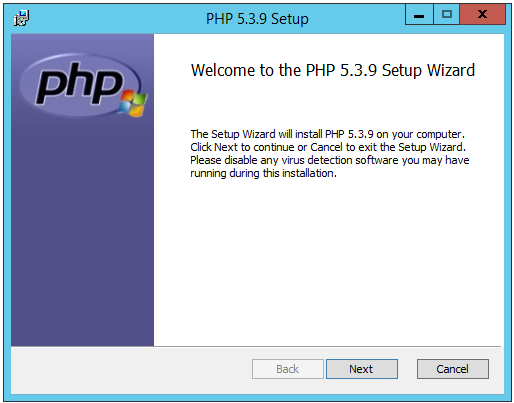 PHP 5.3.9 Setup
php
Welcome to the PHP 5.3.9 Setup Wizard
The Setup Wizard will install PHP 5.3.9 on your computer.
Click Next to continue or Cancel to exit the Setup Wizard.
Please disable any virus detection software you may have
running during this installation.
Back Next Cancel